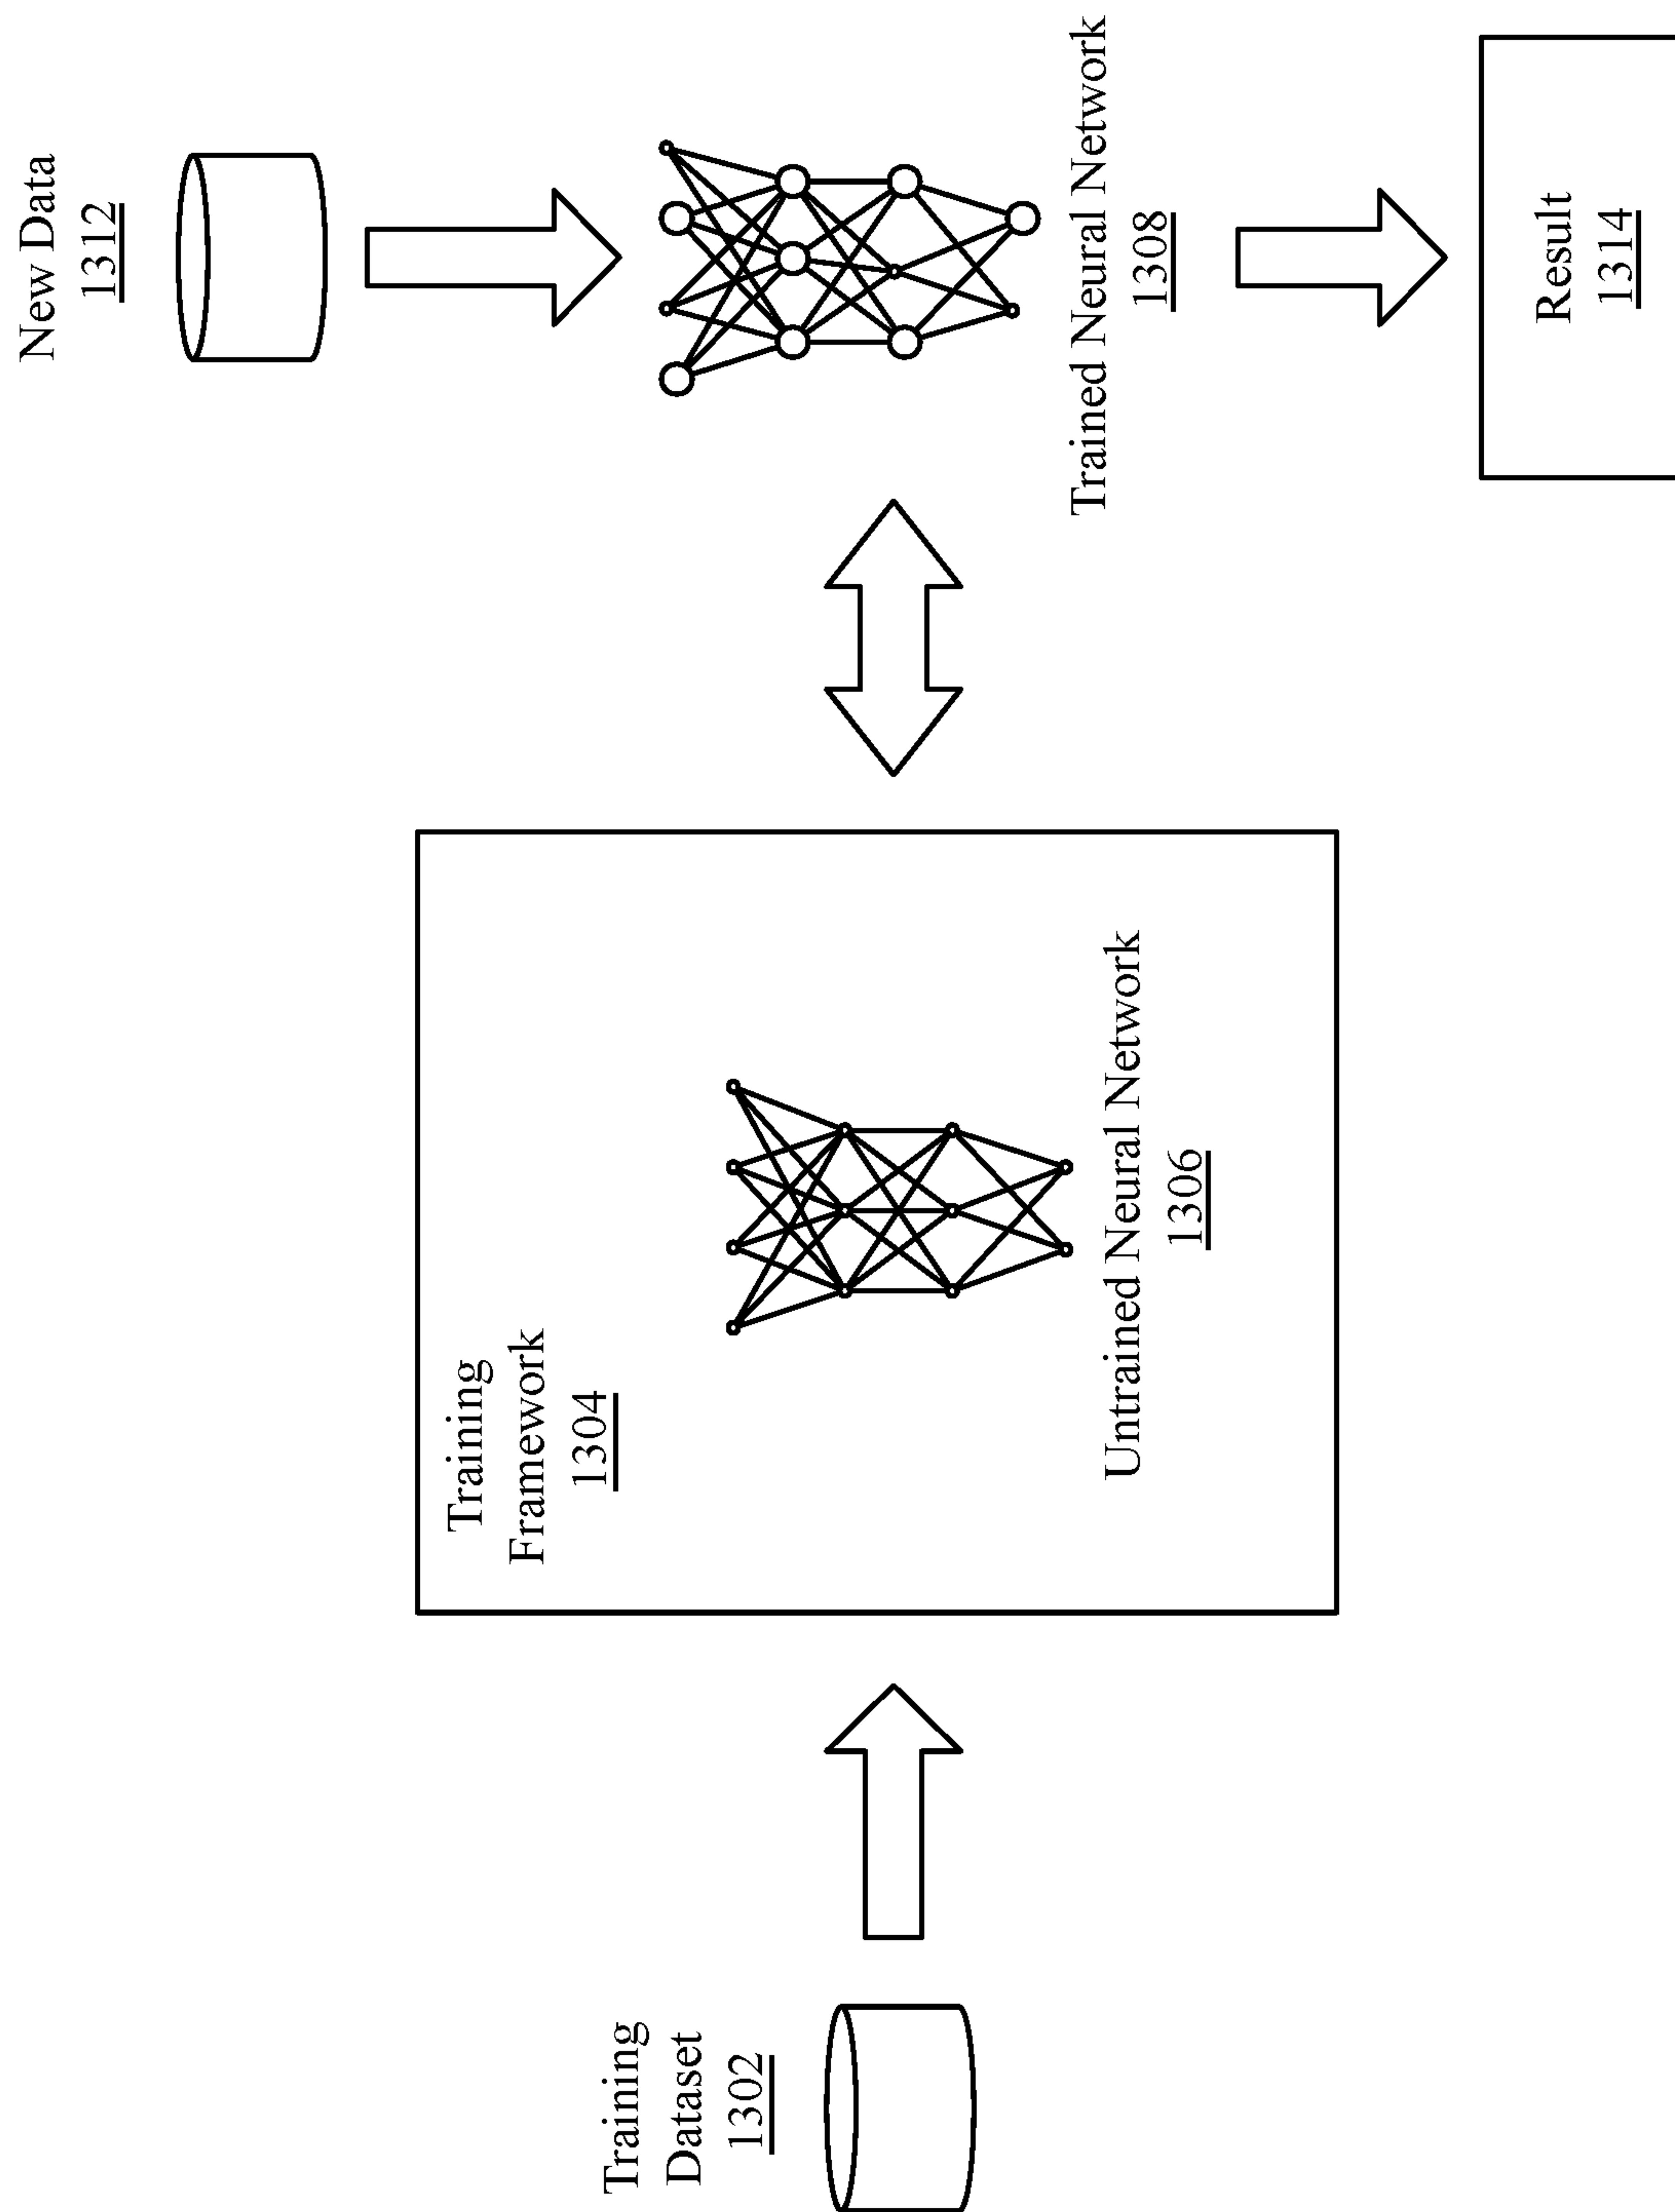 Training
Dataset
1302
Training
Framework
1304
Untrained Neural Network
1306
New Data
1312
Trained Neural Network
1308
Result
1314